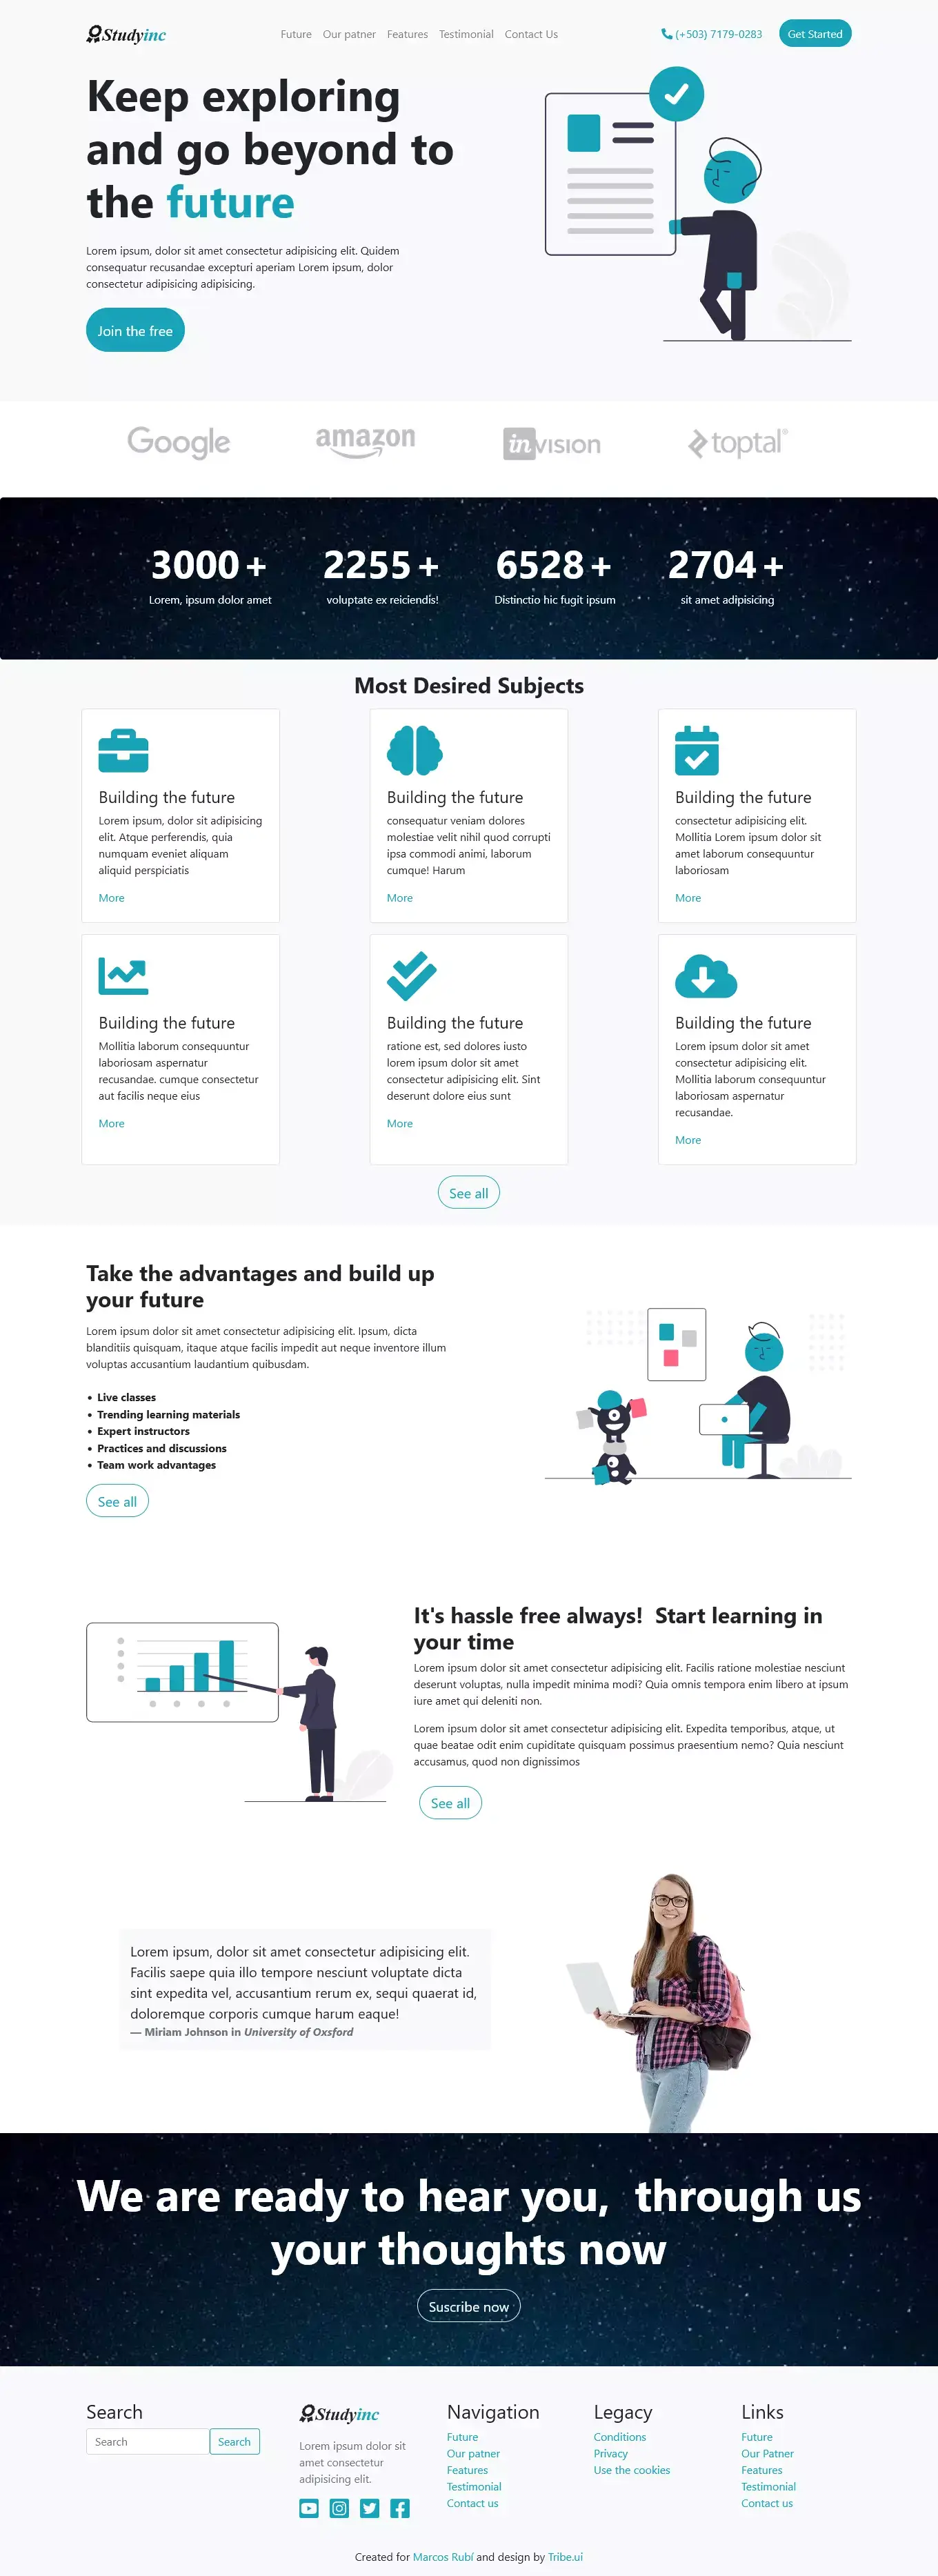 Studyinc
Future Our patner Features Testimonial Contact Us
(+503) 7179-0283
Get Started
Keep exploring
and go beyond to
the future
Lorem ipsum, dolor sit amet consectetur adipisicing elit. Quidem
consequatur recusandae excepturi aperiam Lorem ipsum, dolor
consectetur adipisicing adipisicing.
Join the free
Google
amazon
invision
toptal®
3000+
Lorem, ipsum dolor amet
2255+
voluptate ex reiciendis!
6528+
Distinctio hic fugit ipsum
2704+
sit amet adipisicing
Most Desired Subjects
Building the future
Lorem ipsum, dolor sit adipisicing
elit. Atque perferendis, quia
numquam eveniet aliquam
aliquid perspiciatis
More
Building the future
consequatur veniam dolores
molestiae velit nihil quod corrupti
ipsa commodi animi, laborum
cumque! Harum
More
Building the future
consectetur adipisicing elit.
Mollitia Lorem ipsum dolor sit
amet laborum consequuntur
laboriosam
More
Building the future
Mollitia laborum consequuntur
laboriosam aspernatur
recusandae. cumque consectetur
aut facilis neque eius
More
Building the future
ratione est, sed dolores iusto
lorem ipsum dolor sit amet
consectetur adipisicing elit. Sint
deserunt dolore eius sunt
More
Building the future
Lorem ipsum dolor sit amet
consectetur adipisicing elit.
Mollitia laborum consequuntur
laboriosam aspernatur
recusandae.
More
See all
Take the advantages and build up
your future
Lorem ipsum dolor sit amet consectetur adipisicing elit. Ipsum, dicta
blanditiis quisquam, itaque atque facilis impedit aut neque inventore illum
voluptas accusantium laudantium quibusdam.
• Live classes
• Trending learning materials
• Expert instructors
• Practices and discussions
• Team work advantages
See all
It's hassle free always! Start learning in
your time
Lorem ipsum dolor sit amet consectetur adipisicing elit. Facilis ratione molestiae nesciunt
deserunt voluptas, nulla impedit minima modi? Quia omnis tempora enim libero at ipsum
iure amet qui deleniti non.
Lorem ipsum dolor sit amet consectetur adipisicing elit. Expedita temporibus, atque, ut
quae beatae odit enim cupiditate quisquam possimus praesentium nemo? Quia nesciunt
accusamus, quod non dignissimos
See all
Lorem ipsum, dolor sit amet consectetur adipisicing elit.
Facilis saepe quia illo tempore nesciunt voluptate dicta
sint expedita vel, accusantium rerum ex, sequi quaerat id,
doloremque corporis cumque harum eaque!
— Miriam Johnson in University of Oxsford
We are ready to hear you, through us
your thoughts now
Suscribe now
Search
Search
Search
Studyinc
Lorem ipsum dolor sit
amet consectetur
adipisicing elit.
Navigation
Future
Our patner
Features
Testimonial
Contact us
Legacy
Conditions
Privacy
Use the cookies
Links
Future
Our Patner
Features
Testimonial
Contact us
Created for Marcos Rubí and design by Tribe.ui